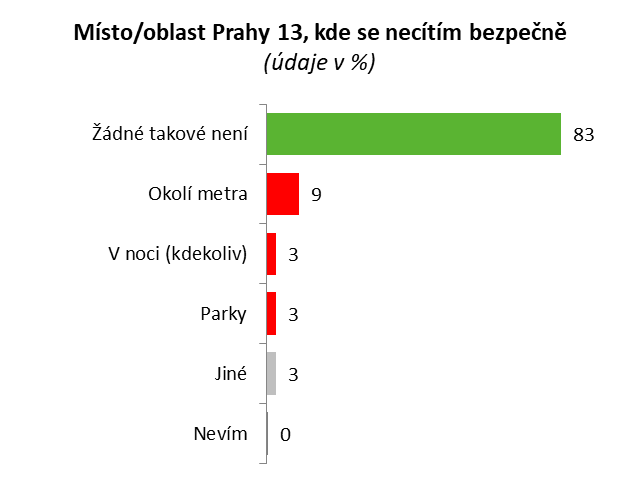 Místo/oblast Prahy 13, kde se necítím bezpečně
(údaje v %)
Žádné takové není 83
Okolí metra 9
V noci (kdekoliv) 3
Parky 3
Jiné 3
Nevím 0